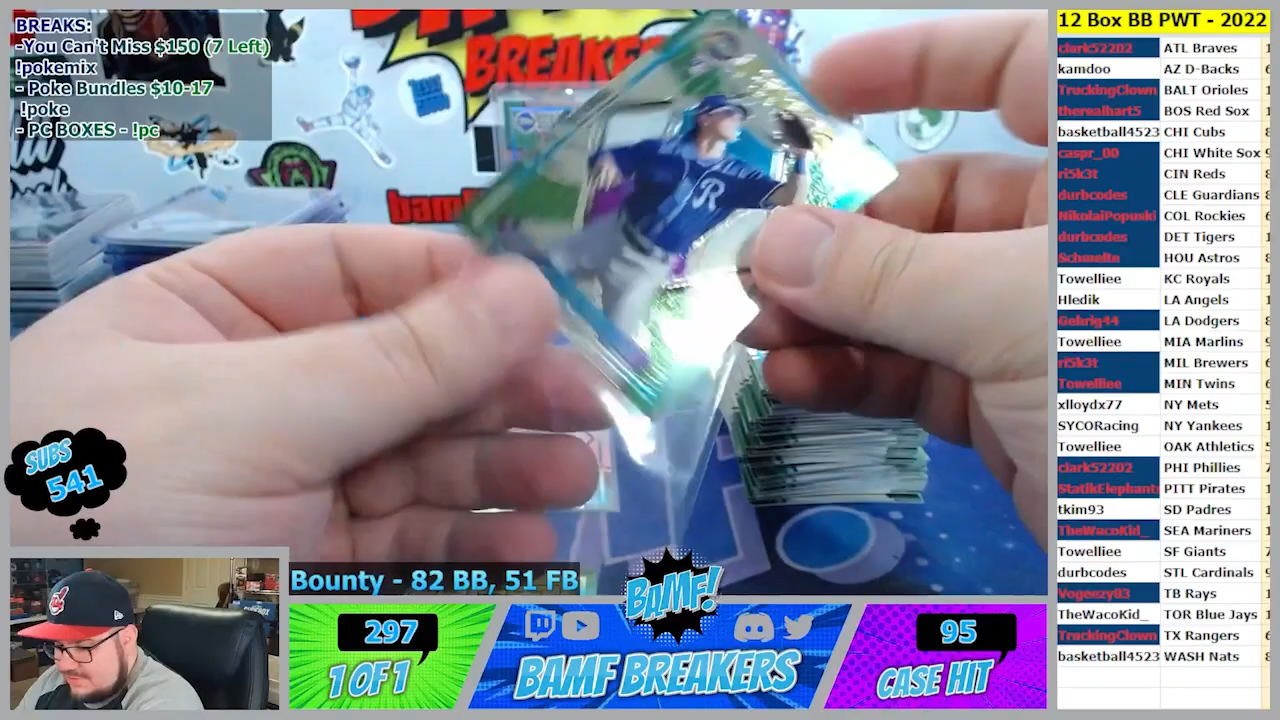 BREAKS:
-You Can't Miss $150 (7 Left)
!pokemix
- Poke Bundles $10-17
!poke
- PC BOXES - !pc
BREAKE
bam
R
SUBS
541
Bounty - 82 BB, 51 FB
BAMF!
297
1 OF 1
BAMF BREAKERS
95
CASE HIT
12 Box BB PWT - 2022
clark52202 ATL Braves
kamdoo AZ D-Backs
TruckingClown BALT Orioles
therealhart5 BOS Red Sox
basketball4523 CHI Cubs
caspr_00 CHI White Sox
ri5k3t CIN Reds
durbcodes CLE Guardians
NikolaiPopuski COL Rockies
durbcodes DET Tigers
Schmeltn HOU Astros
Towelliee KC Royals
Hledik LA Angels
Gehrig44 LA Dodgers
Towelliee MIA Marlins
ri5k3t MIL Brewers
Towelliee MIN Twins
xlloydx77 NY Mets
SYCORacing NY Yankees
Towelliee OAK Athletics
clark52202 PHI Phillies
StatikElephant PITT Pirates
tkim93 SD Padres
TheWacoKid_ SEA Mariners
Towelliee SF Giants
durbcodes STL Cardinals
Vogeezy83 TB Rays
TheWacoKid_ TOR Blue Jays
TruckingClown TX Rangers
basketball4523 WASH Nats